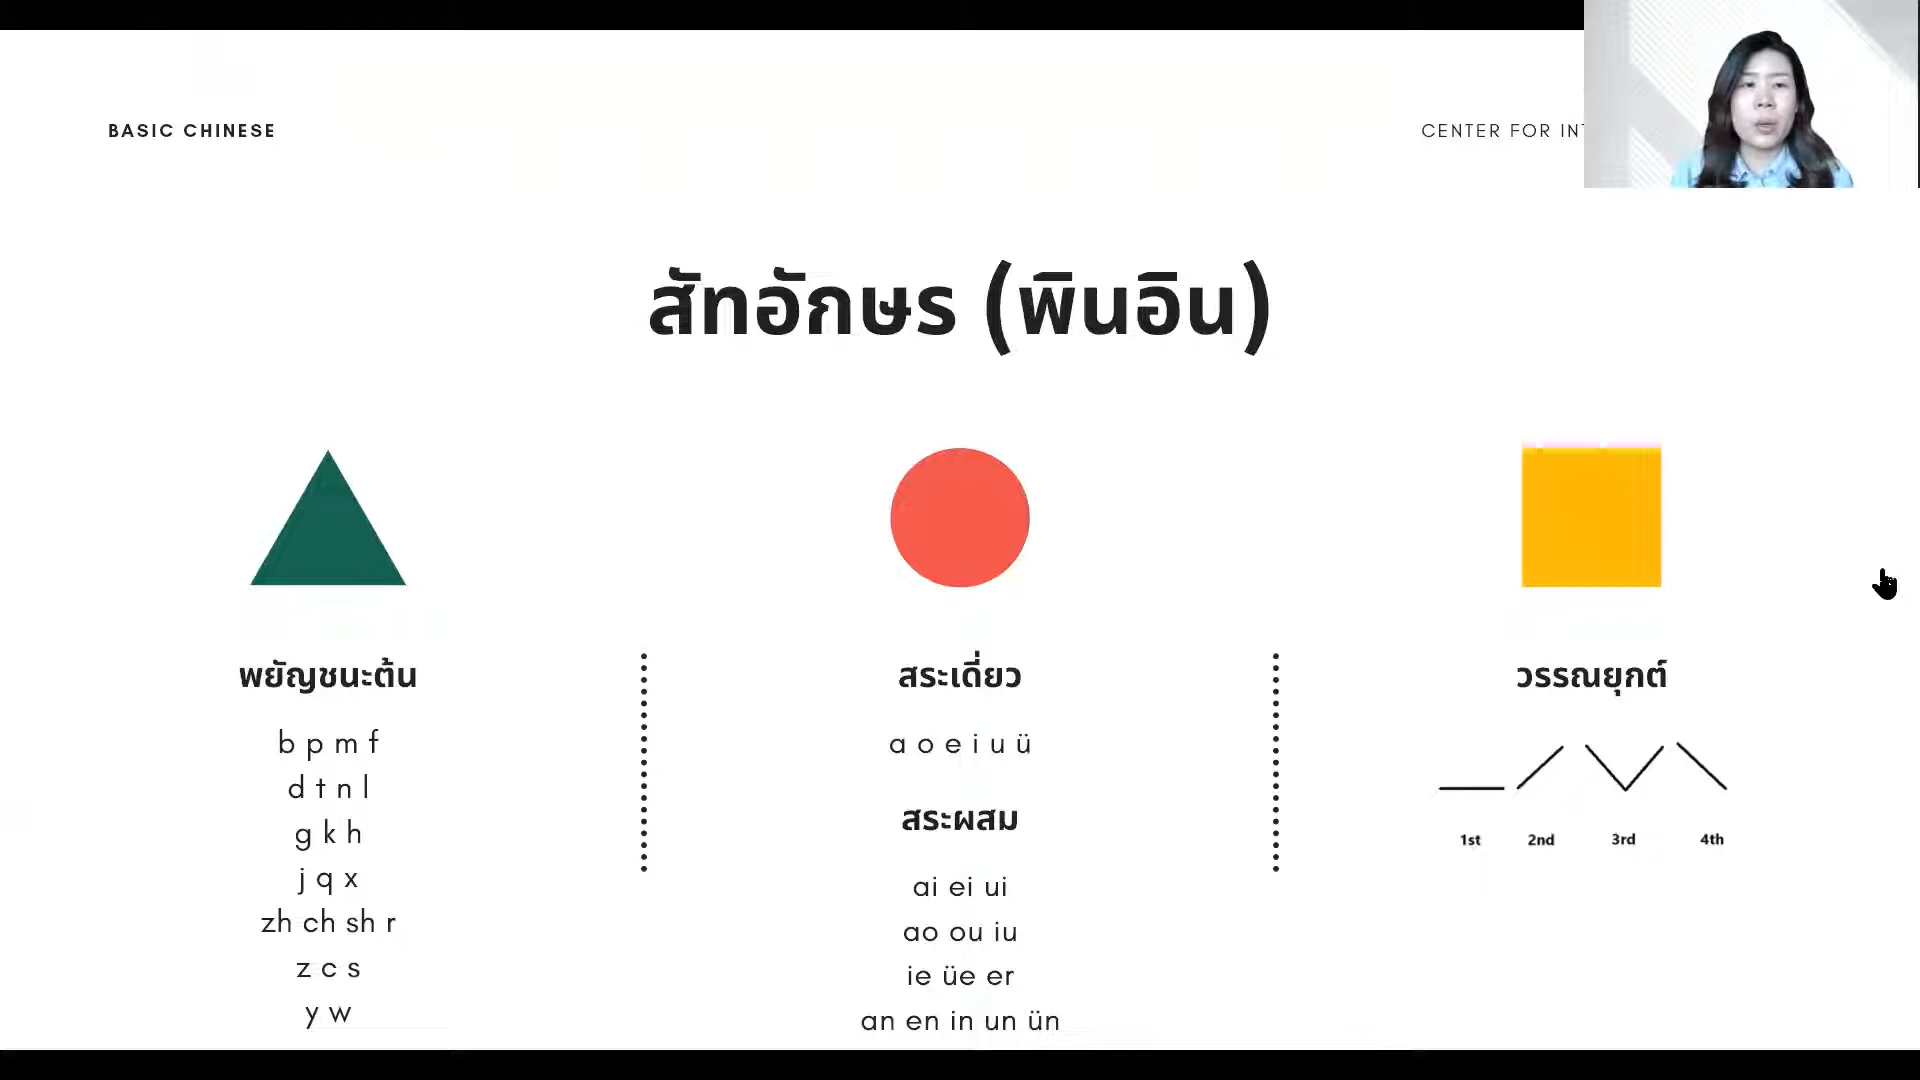 BASIC CHINESE
CENTER FOR
สัทอักษร (พินอิน)
พยัญชนะต้น
b p m f
d t n l
g k h
j q x
zh ch sh r
z c s
y w
สระเดี่ยว
a o e i u ü
สระผสม
ai ei ui
ao ou iu
ie üe er
an en in un ün
วรรณยุกต์
1st 2nd 3rd 4th